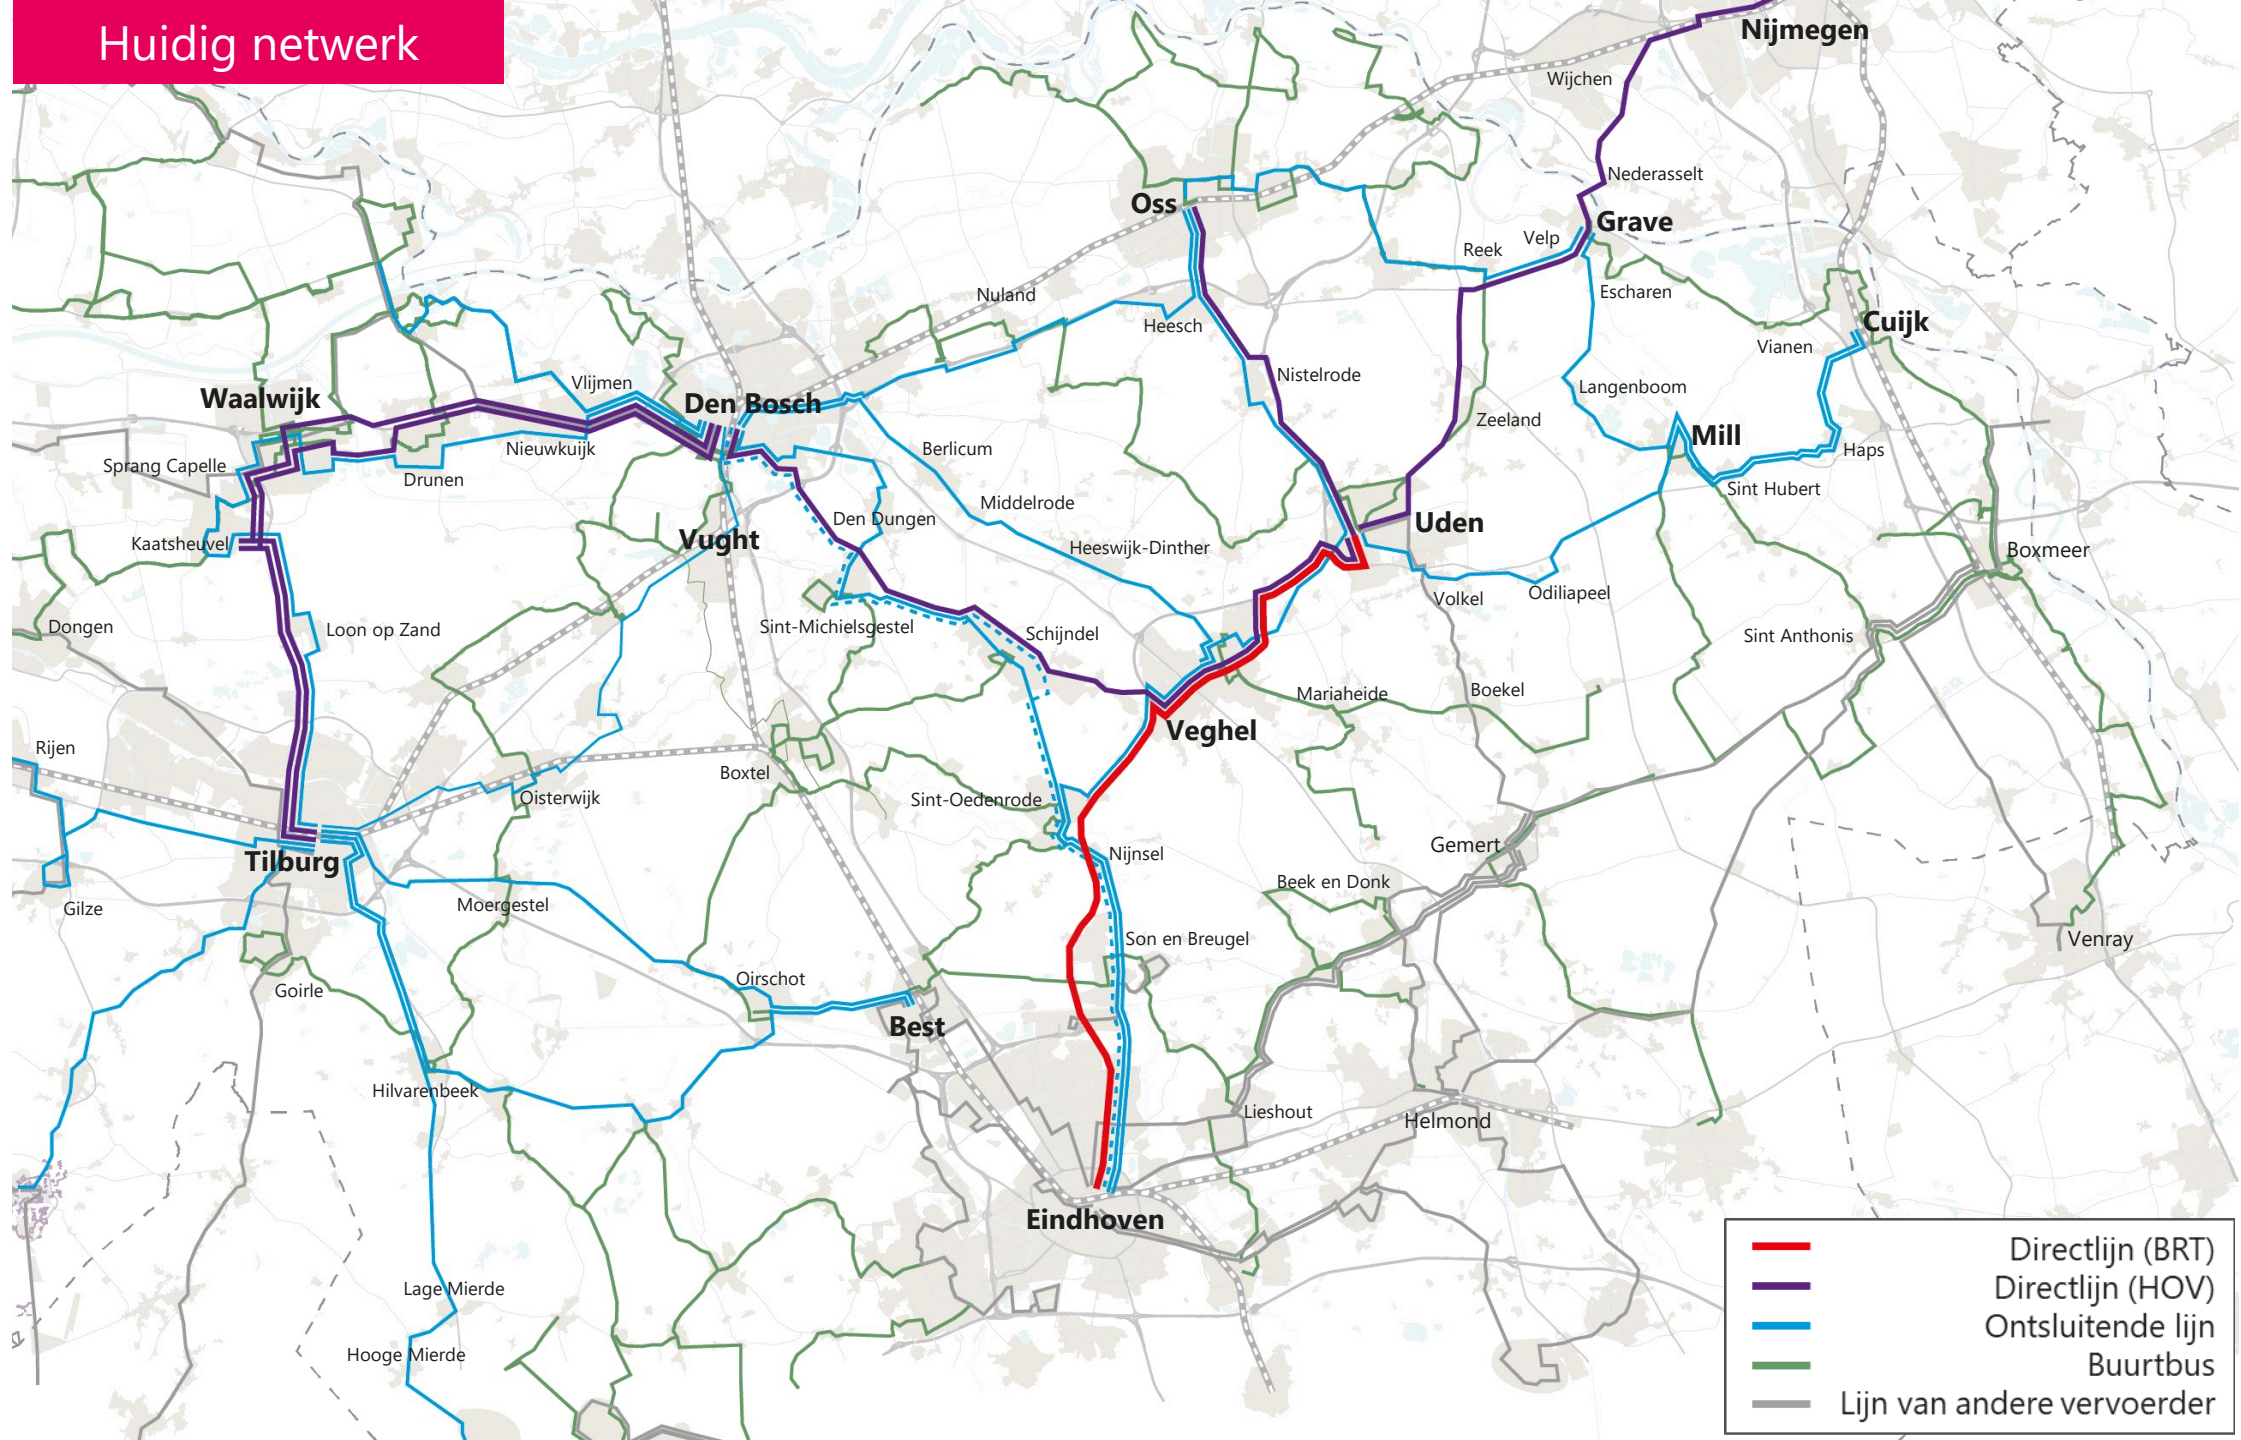 Huidig netwerk
Nijmegen
Wijchen
Nederasselt
Oss
Grave
Velp
Reek
Escharen
Nuland
Heesch
Cuijk
Vianen
Nistelrode
Vlijmen
Langenboom
Waalwijk
Den Bosch
Zeeland
Mill
Nieuwkuijk
Berlicum
Haps
Sprang Capelle
Drunen
Sint Hubert
Middelrode
Den Dungen
Uden
Kaatsheuvel
Vught
Heeswijk-Dinther
Boxmeer
Odiliapeel
Volkel
Dongen
Loon op Zand
Sint-Michielsgestel
Schijndel
Sint Anthonis
Mariaheide
Boekel
Veghel
Rijen
Boxtel
Oisterwijk
Sint-Oedenrode
Gemert
Nijnsel
Tilburg
Beek en Donk
Moergestel
Gilze
Son en Breugel
Venray
Oirschot
Goirle
Best
Hilvarenbeek
Lieshout
Helmond
Eindhoven
Lage Mierde
Hooge Mierde
Directlijn (BRT)
Directlijn (HOV)
Ontsluitende lijn
Buurtbus
Lijn van andere vervoerder